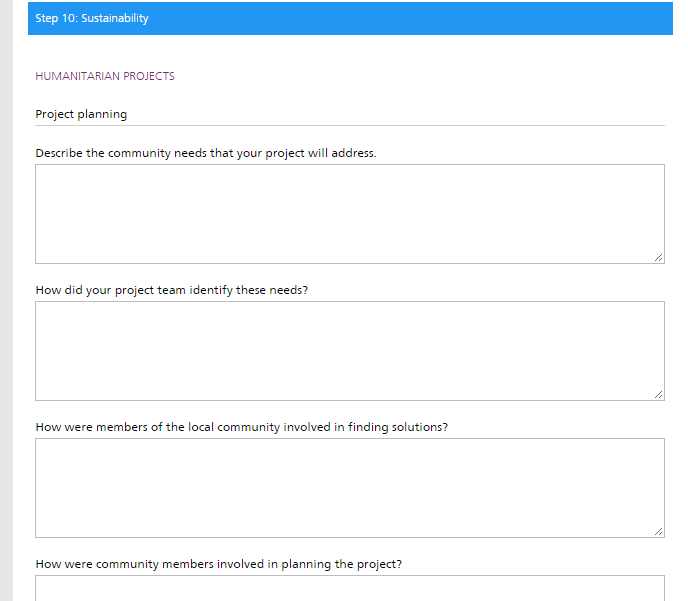 Step 10: Sustainability
HUMANITARIAN PROJECTS
Project planning
Describe the community needs that your project will address.
How did your project team identify these needs?
How were members of the local community involved in finding solutions?
How were community members involved in planning the project?